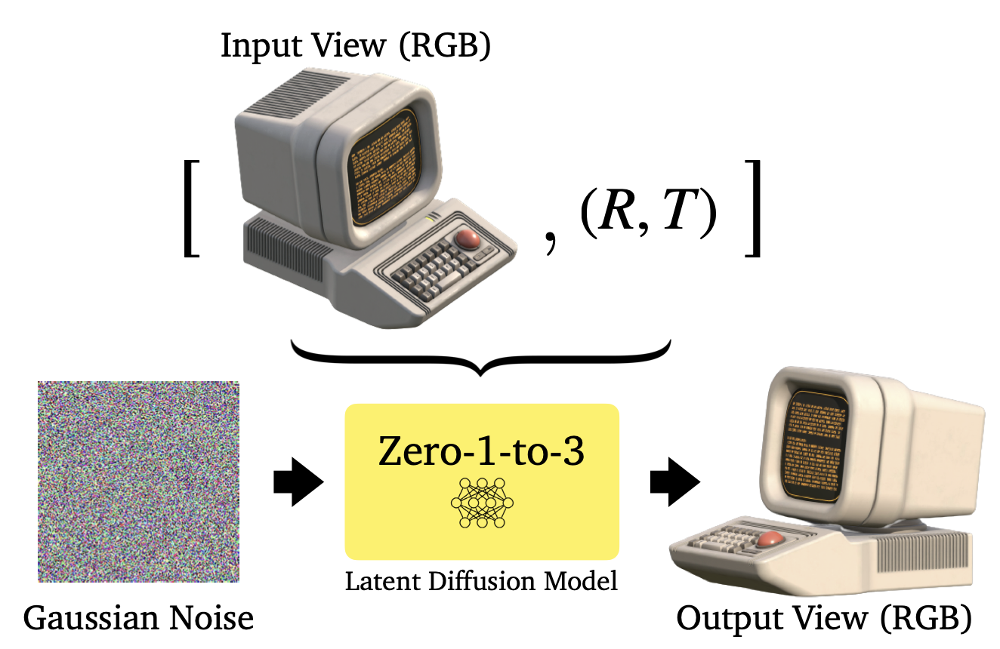 Input View (RGB)
[ , (R, T) ]
Zero-1-to-3
Latent Diffusion Model
Gaussian Noise
Output View (RGB)